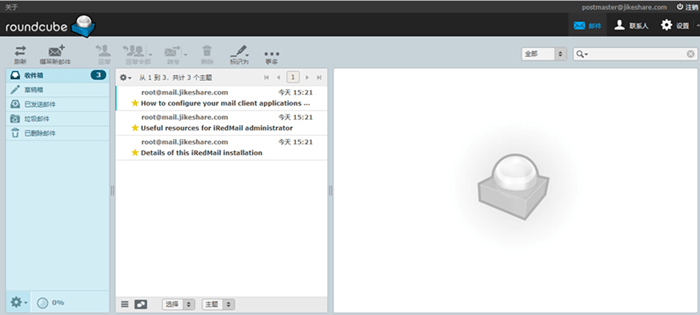 关于
postmaster@jikeshare.com 注销
roundcube
邮件 联系人 设置
刷新 撰写新邮件 回复 回复全部 转发 删除 标记为 更多
全部
收件箱 3
草稿箱
已发送邮件
垃圾邮件
已删除邮件
从 1 到 3,共计 3 个主题 1
root@mail.jikeshare.com 今天 15:21
How to configure your mail client applications ...
root@mail.jikeshare.com 今天 15:21
Useful resources for iRedMail administrator
root@mail.jikeshare.com 今天 15:21
Details of this iRedMail installation
0%
选择 主题